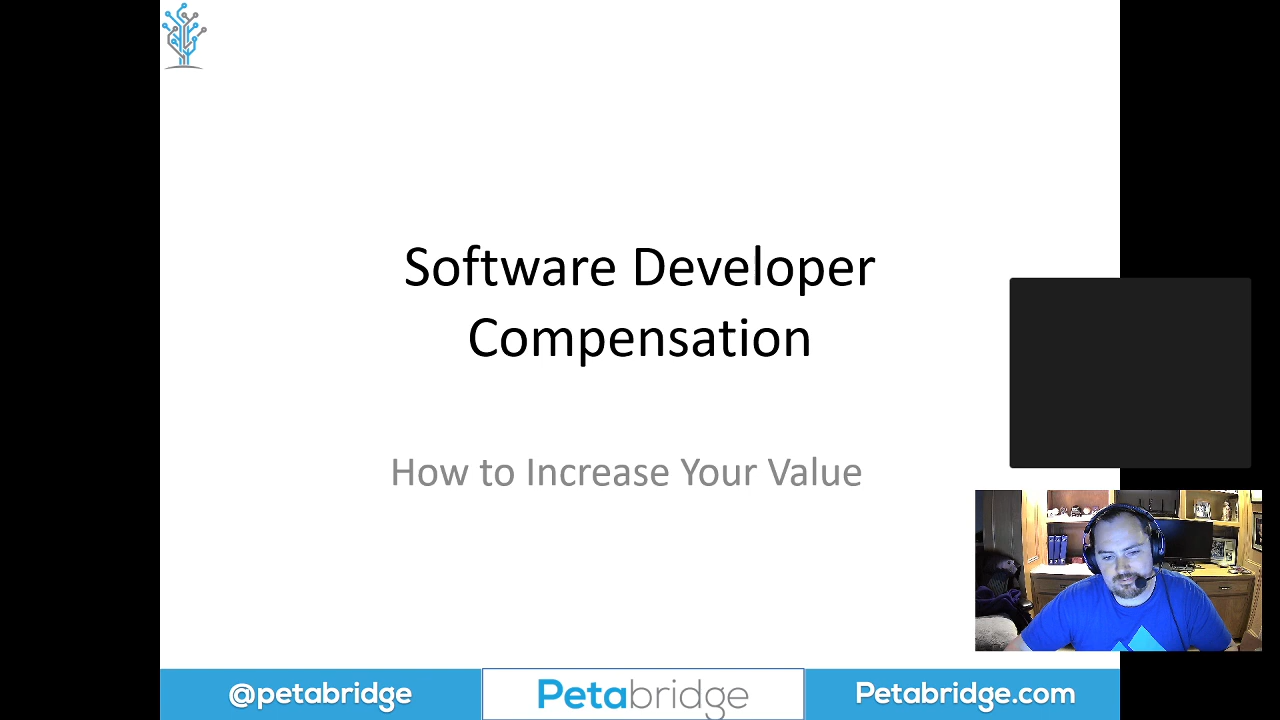 Software Developer
Compensation
How to Increase Your Value
@petabridge
Petabridge
Petabridge.com